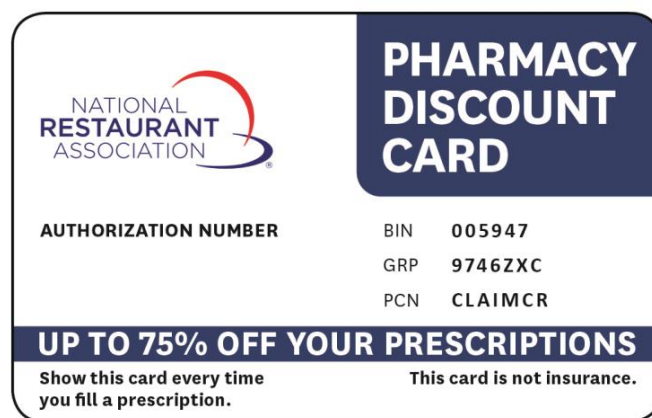 NATIONAL
RESTAURANT
ASSOCIATION
®
PHARMACY
DISCOUNT
CARD
AUTHORIZATION NUMBER
BIN 005947
GRP 9746ZXC
PCN CLAIMCR
UP TO 75% OFF YOUR PRESCRIPTIONS
Show this card every time
you fill a prescription.
This card is not insurance.